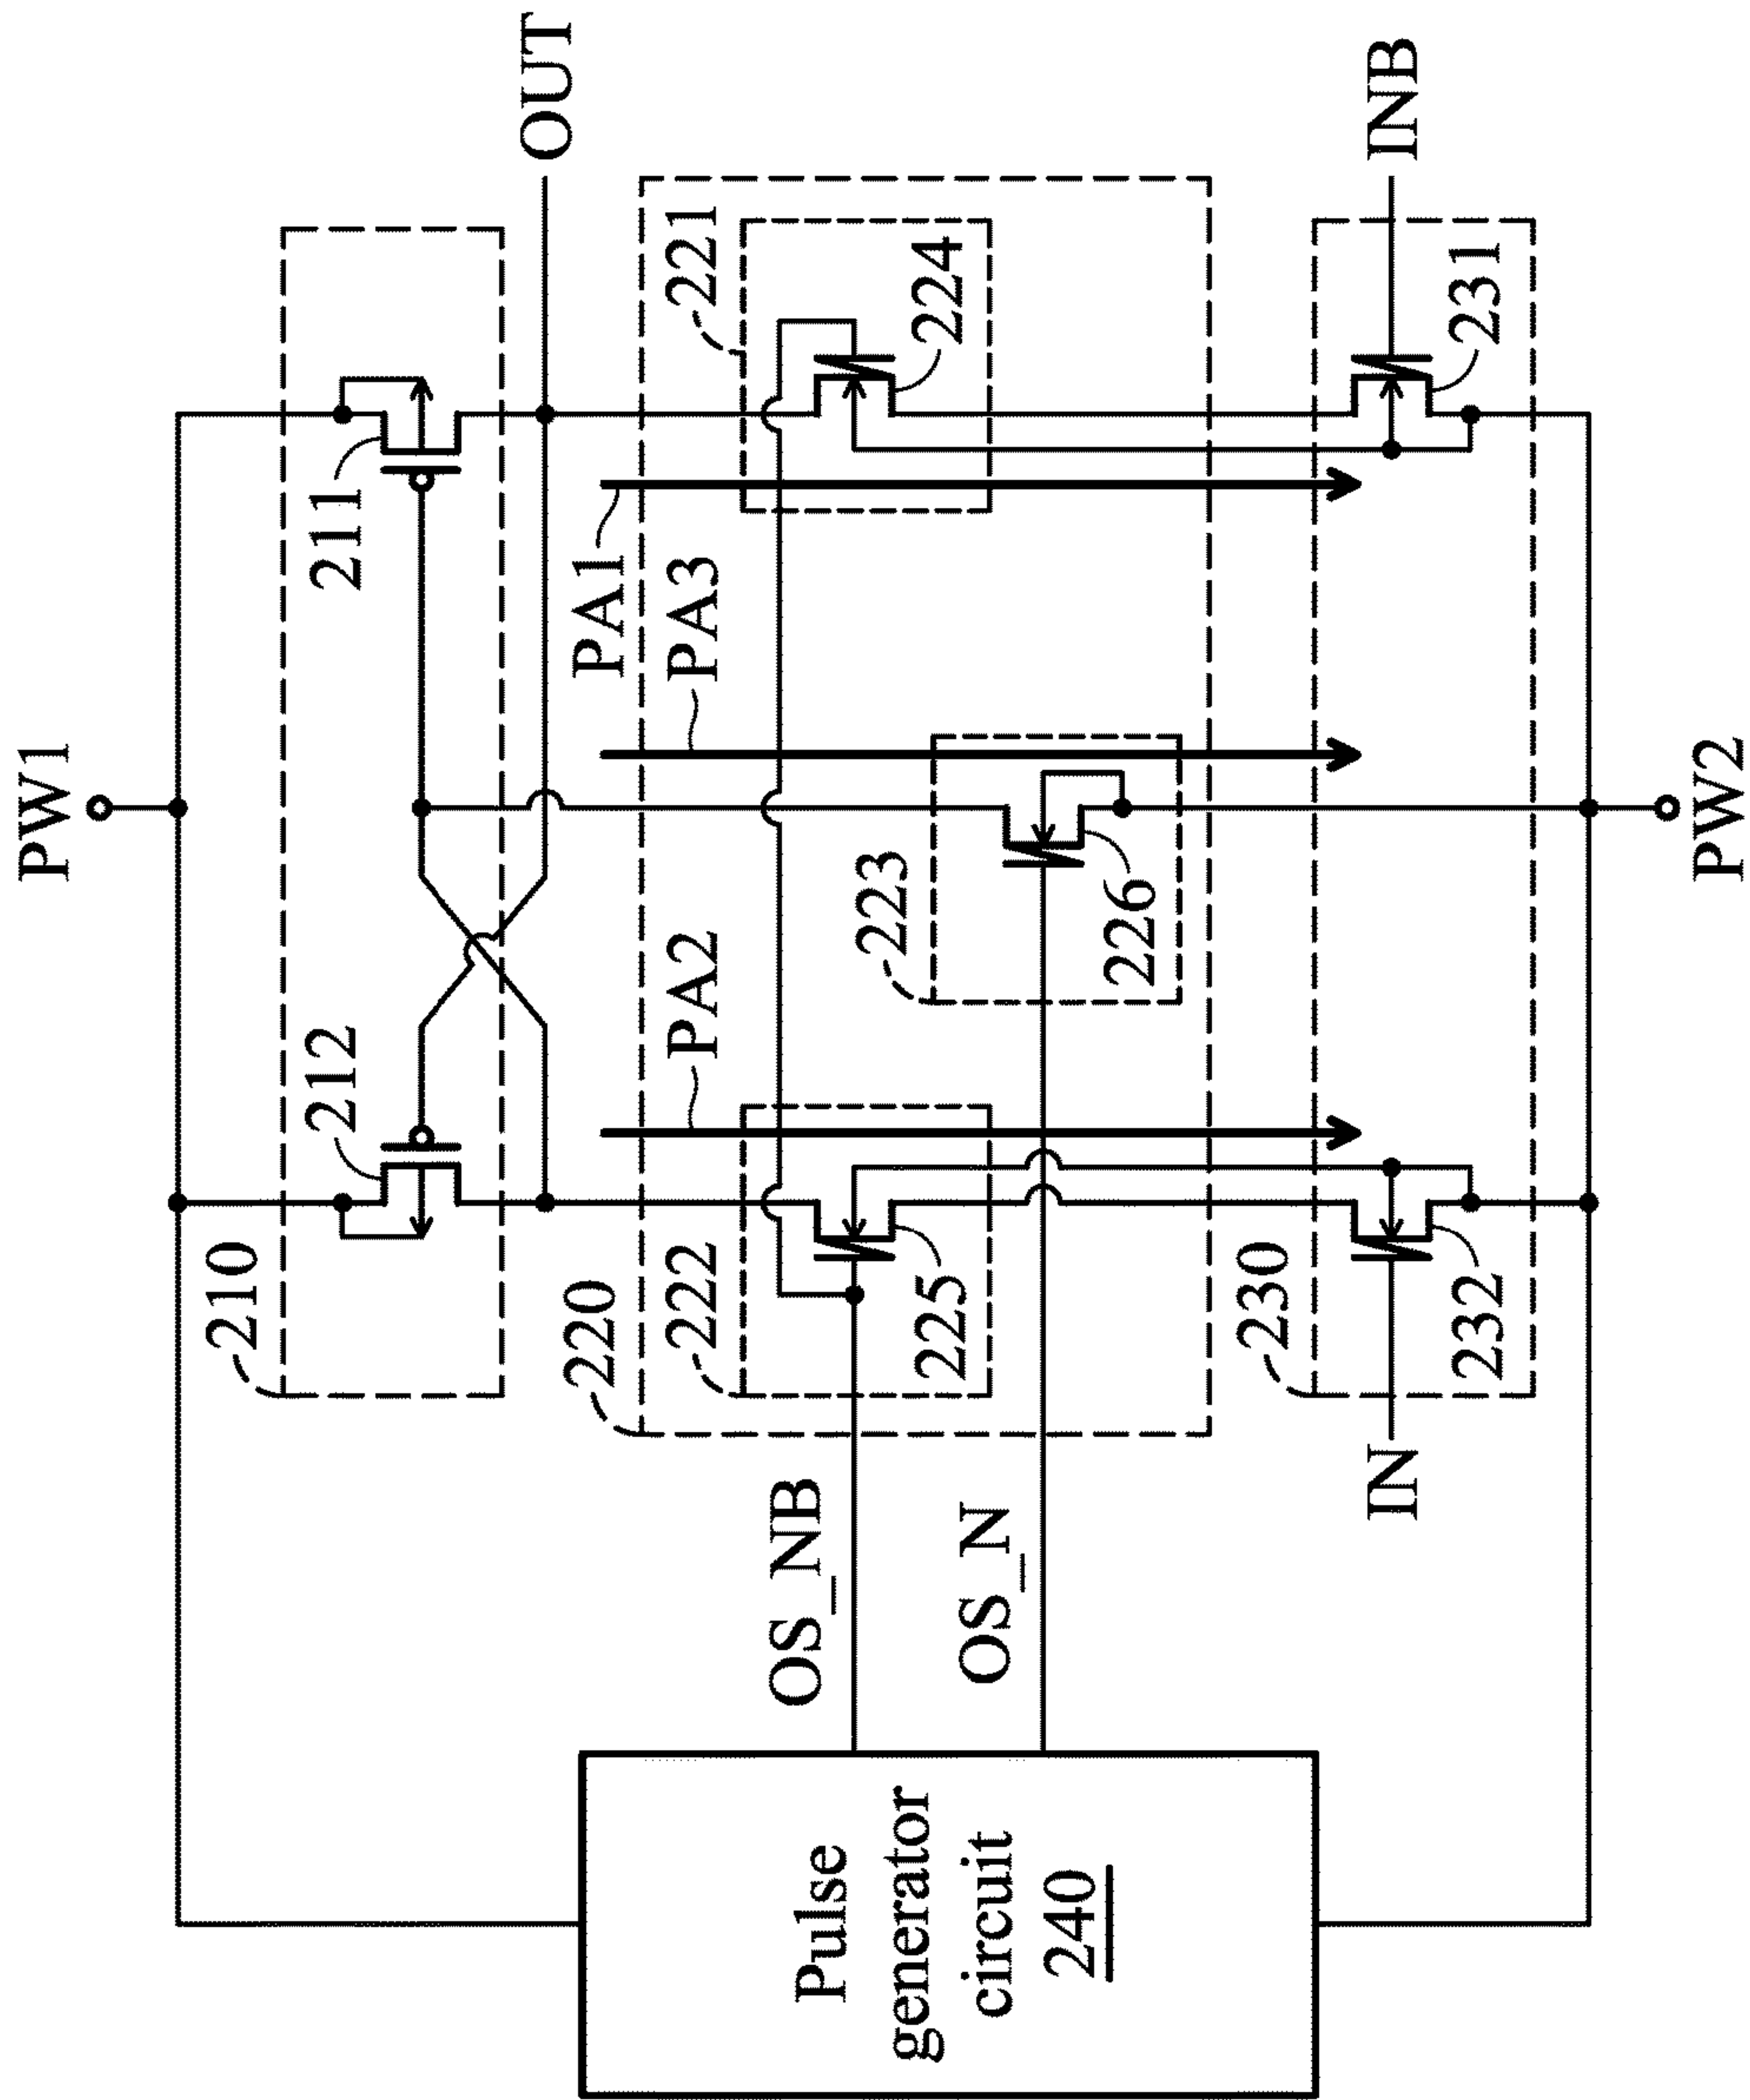 PW1
210
212
211
OUT
220
PA2
PA3
PA1
222
225
223
226
221
224
OS_NB
OS_N
Pulse
generator
circuit
240
230
IN
232
231
INB
PW2